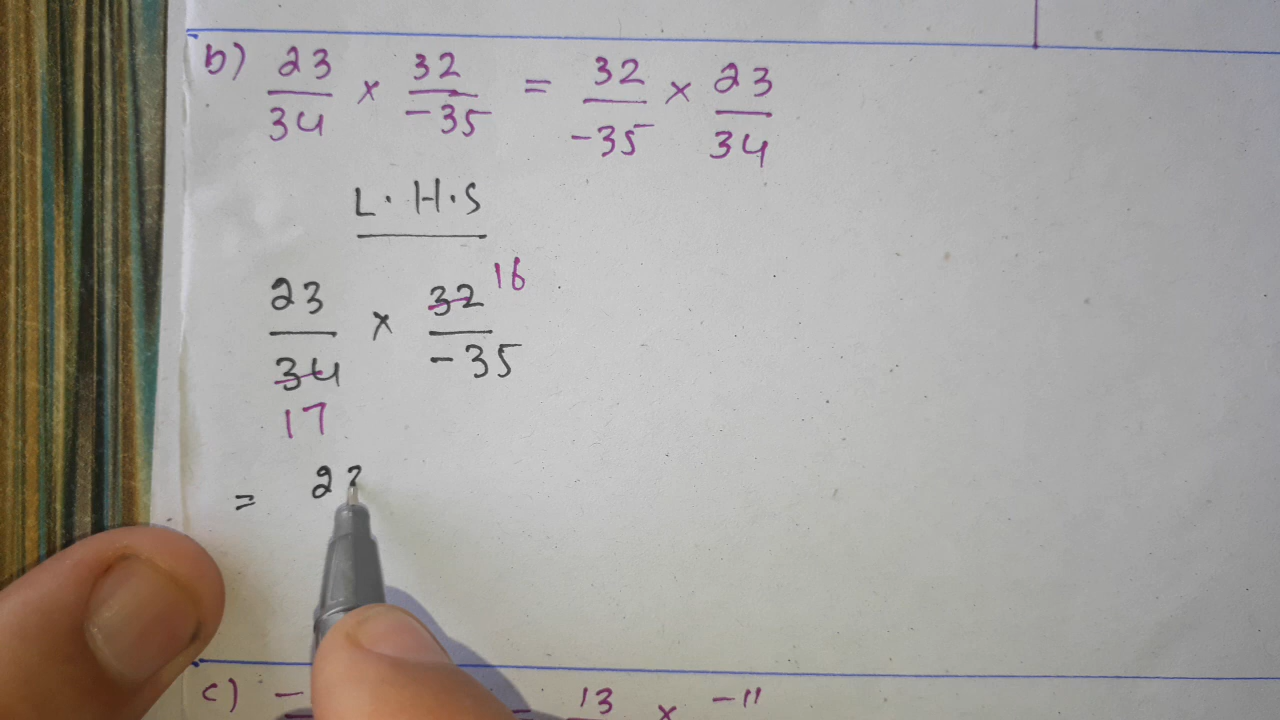 b) 23/34 × 32/-35 = 32/-35 × 23/34
L.H.S
23/34 × 32/-35 16
17
= 2
c) - = 13 × -11